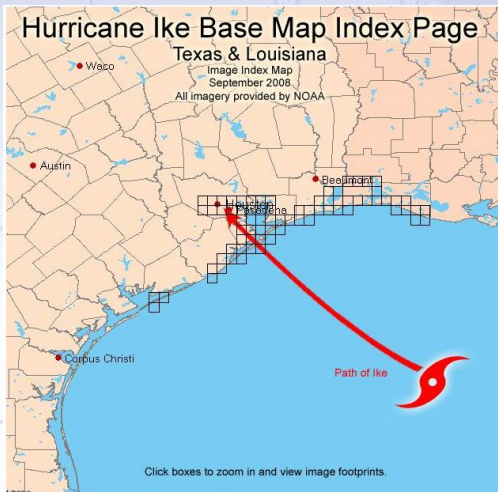 Hurricane Ike Base Map Index Page
Texas & Louisiana
Image Index Map
September 2008
All imagery provided by NOAA
Waco
Austin
Beaumont
Houston
Pasadena
Corpus Christi
Path of Ike
Click boxes to zoom in and view image footprints.